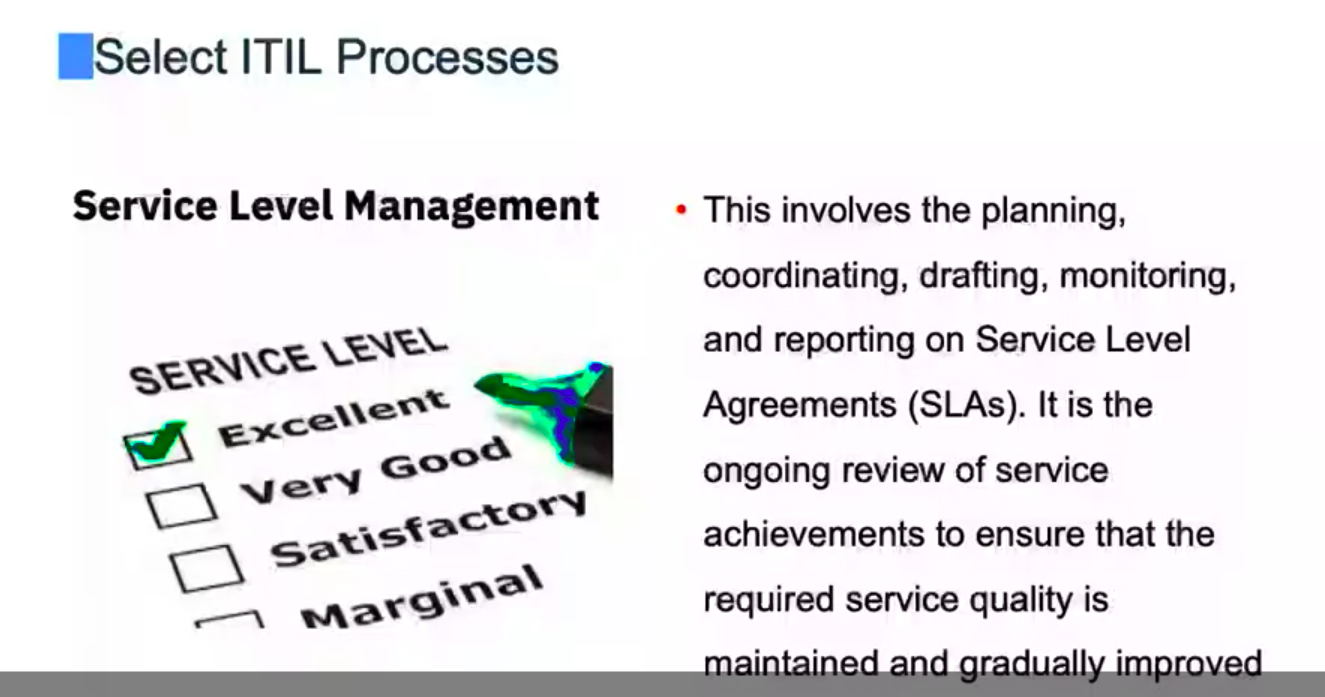 Select ITIL Processes
Service Level Management
SERVICE LEVEL
Excellent
Very Good
Satisfactory
Marginal
• This involves the planning,
coordinating, drafting, monitoring,
and reporting on Service Level
Agreements (SLAs). It is the
ongoing review of service
achievements to ensure that the
required service quality is
maintained and gradually improved